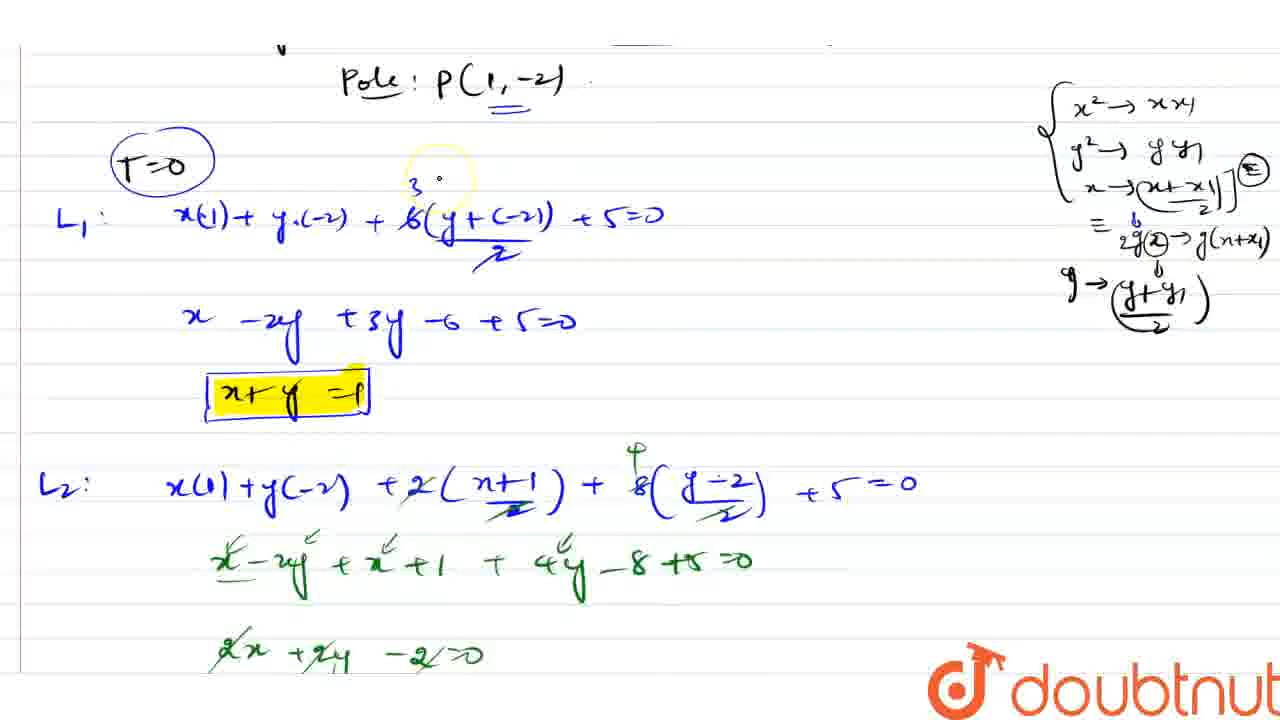 Pole : P(1, -2)
T=0
L₁ : x(1) + y.(-2) + 6(y+(-2))/2 + 5=0
3
x - 2y + 3y - 6 + 5=0
x + y = 1
L₂ : x(1) + y(-2) + 2(x+1)/2 + 8(y-2)/2 + 5 = 0
4
x - 2y + x + 1 + 4y - 8 + 5 = 0
2x + 2y - 2 = 0
x² → xx₁
y² → yy₁
x → (x+x₁)/2
2g(x) → g(x+x₁)
y → (y+y₁)/2
doubtnut